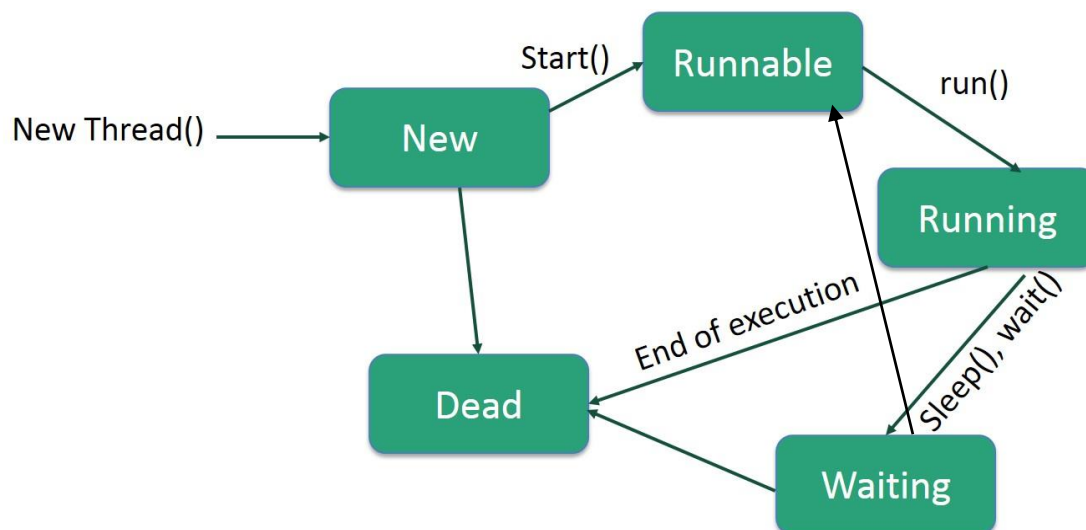 Start()
Runnable
run()
New Thread()
New
Running
End of execution
Sleep(), wait()
Dead
Waiting